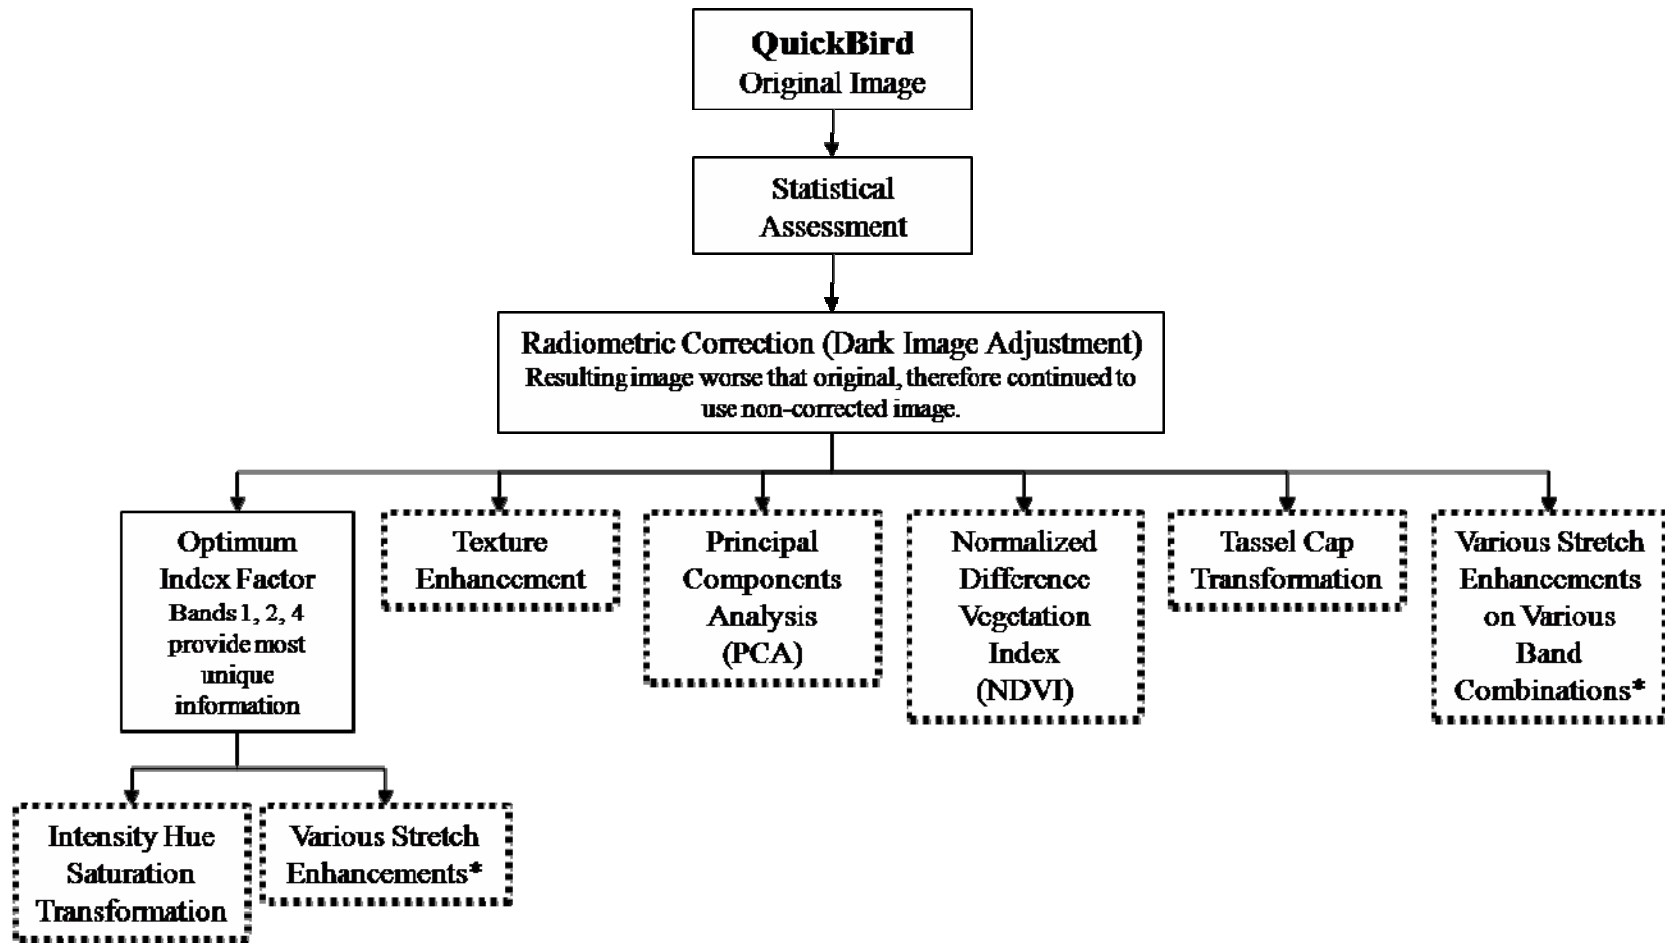 QuickBird
Original Image
Statistical
Assessment
Radiometric Correction (Dark Image Adjustment)
Resulting image worse that original, therefore continued to
use non-corrected image.
Optimum
Index Factor
Bands 1, 2, 4
provide most
unique
information
Texture
Enhancement
Principal
Components
Analysis
(PCA)
Normalized
Difference
Vegetation
Index
(NDVI)
Tassel Cap
Transformation
Various Stretch
Enhancements
on Various
Band
Combinations*
Intensity Hue
Saturation
Transformation
Various Stretch
Enhancements*